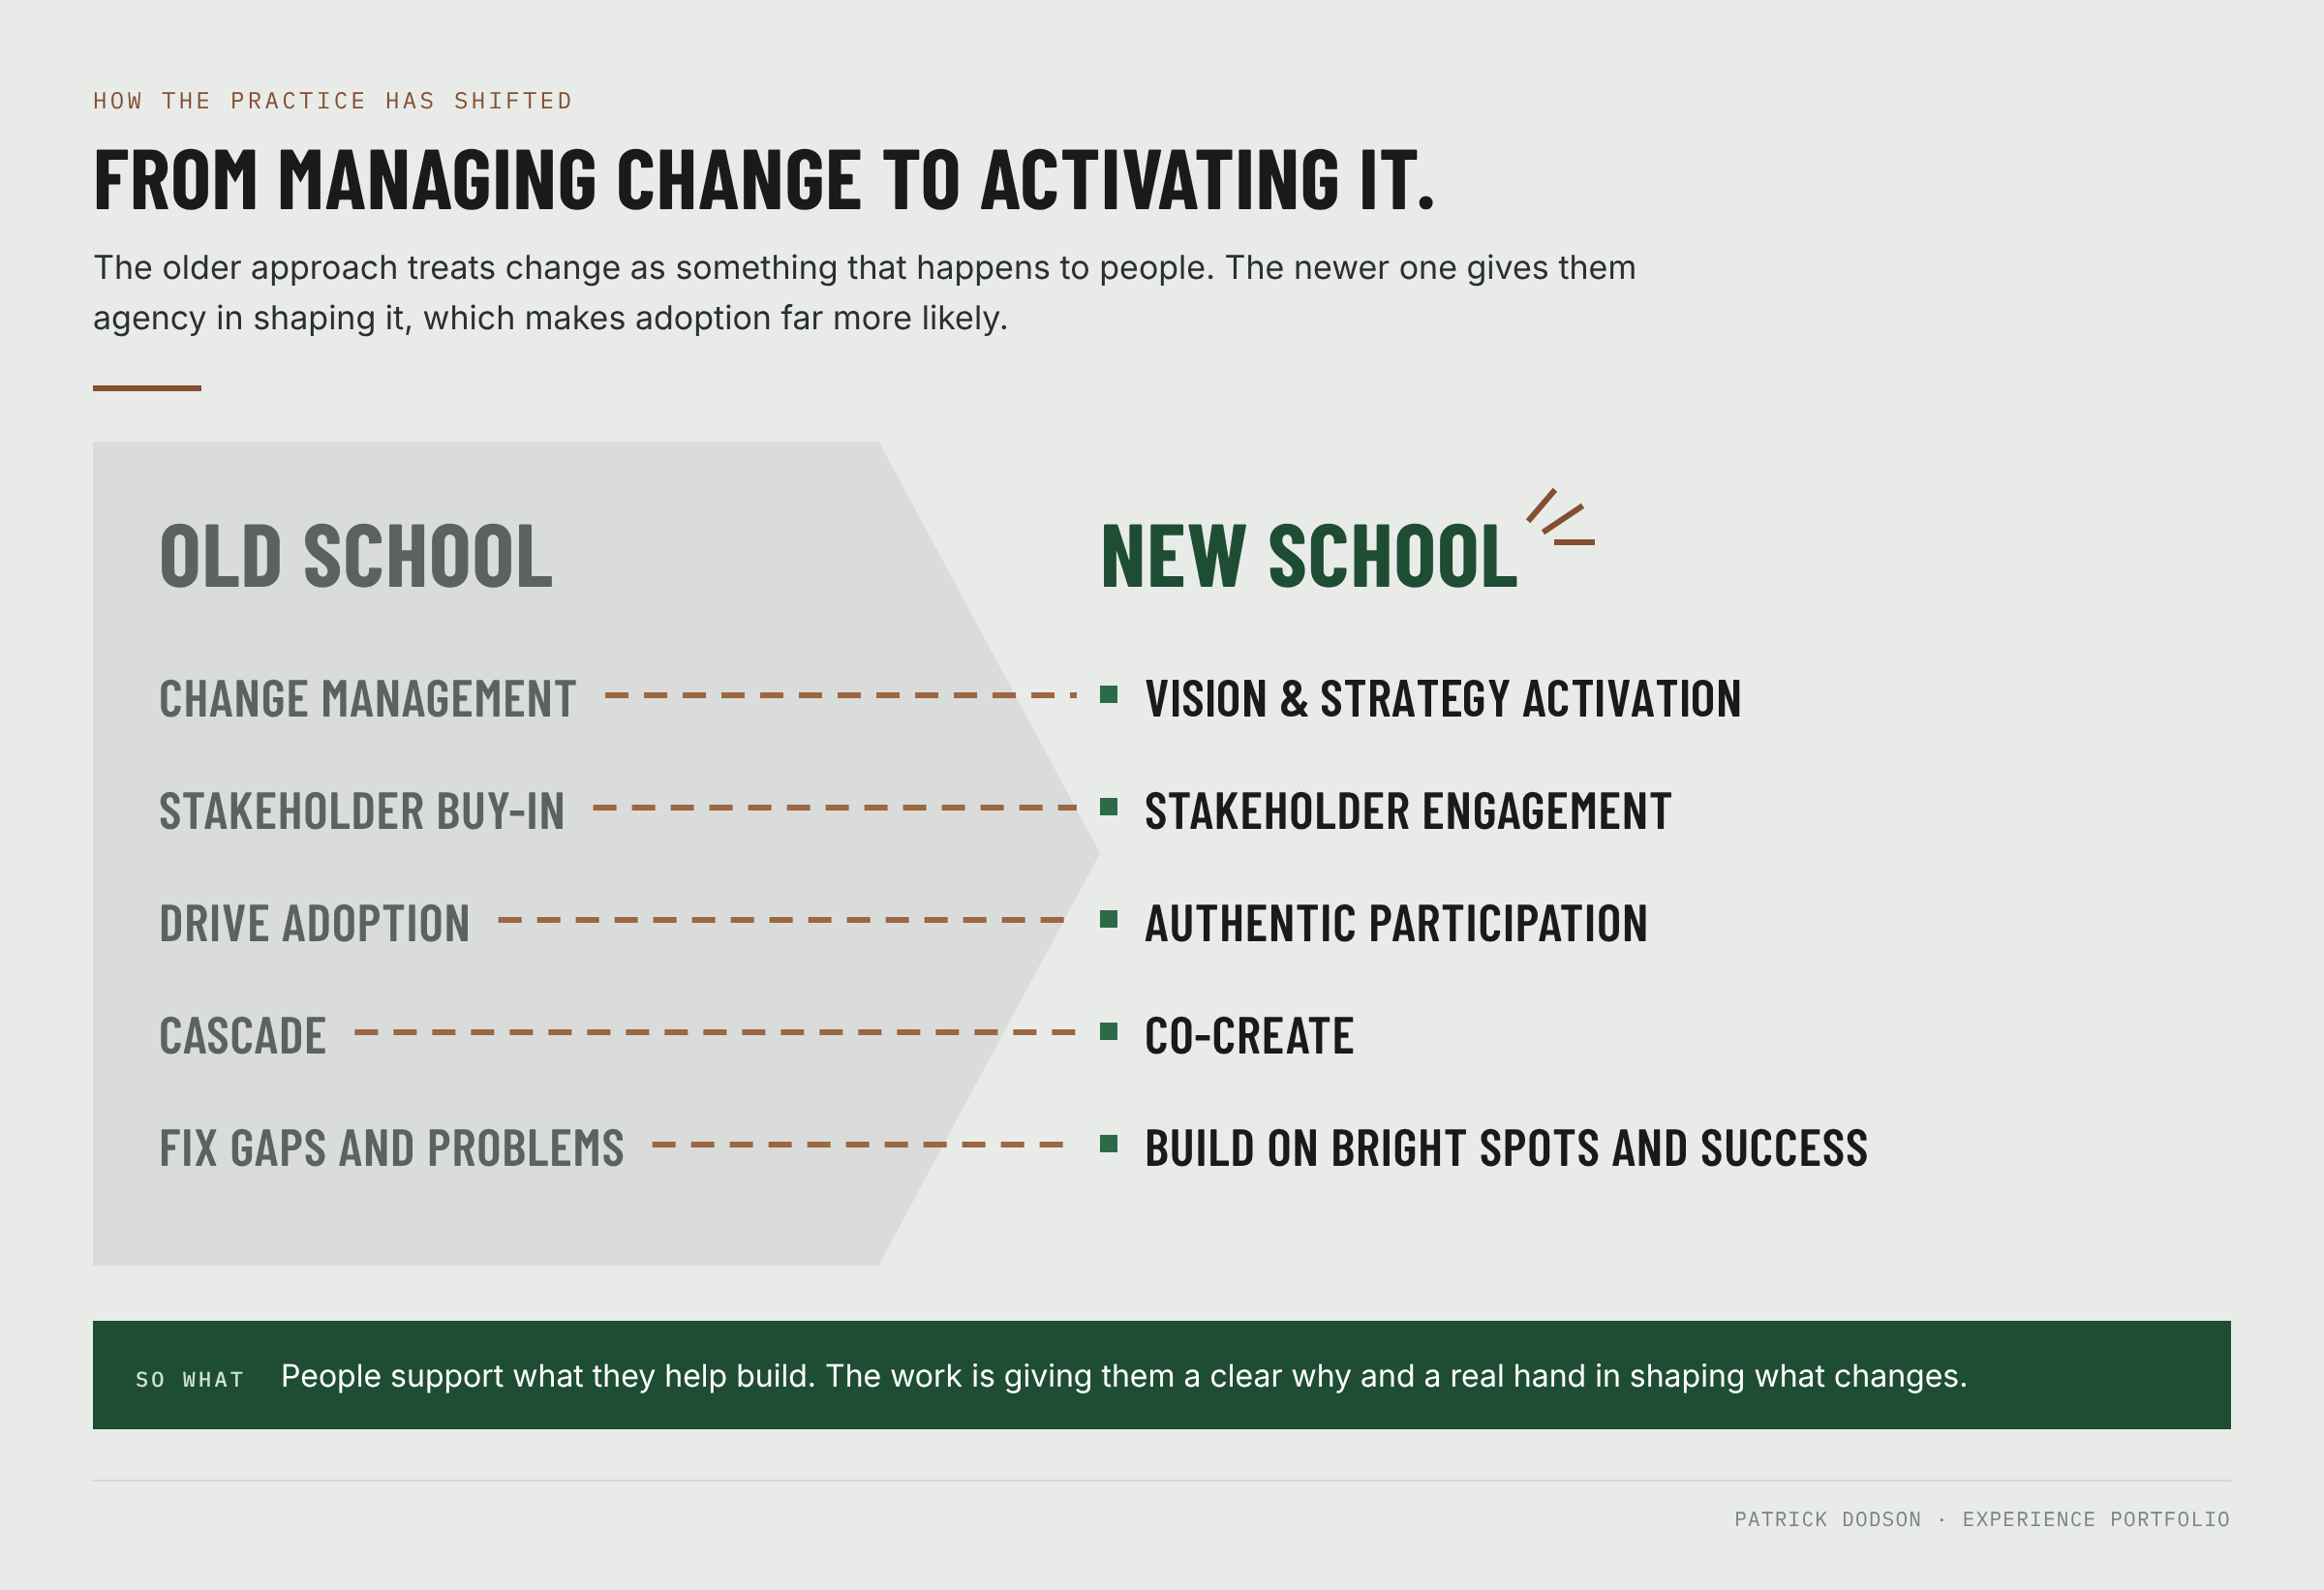 HOW THE PRACTICE HAS SHIFTED
FROM MANAGING CHANGE TO ACTIVATING IT.
The older approach treats change as something that happens to people. The newer one gives them
agency in shaping it, which makes adoption far more likely.
OLD SCHOOL
NEW SCHOOL
CHANGE MANAGEMENT
VISION & STRATEGY ACTIVATION
STAKEHOLDER BUY-IN
STAKEHOLDER ENGAGEMENT
DRIVE ADOPTION
AUTHENTIC PARTICIPATION
CASCADE
CO-CREATE
FIX GAPS AND PROBLEMS
BUILD ON BRIGHT SPOTS AND SUCCESS
SO WHAT People support what they help build. The work is giving them a clear why and a real hand in shaping what changes.
PATRICK DODSON · EXPERIENCE PORTFOLIO